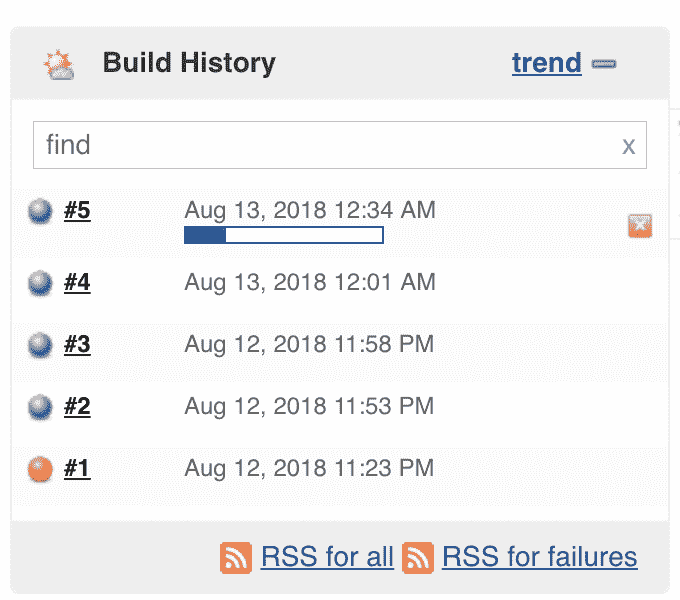 Build History trend
find x
#5 Aug 13, 2018 12:34 AM
#4 Aug 13, 2018 12:01 AM
#3 Aug 12, 2018 11:58 PM
#2 Aug 12, 2018 11:53 PM
#1 Aug 12, 2018 11:23 PM
RSS for all RSS for failures